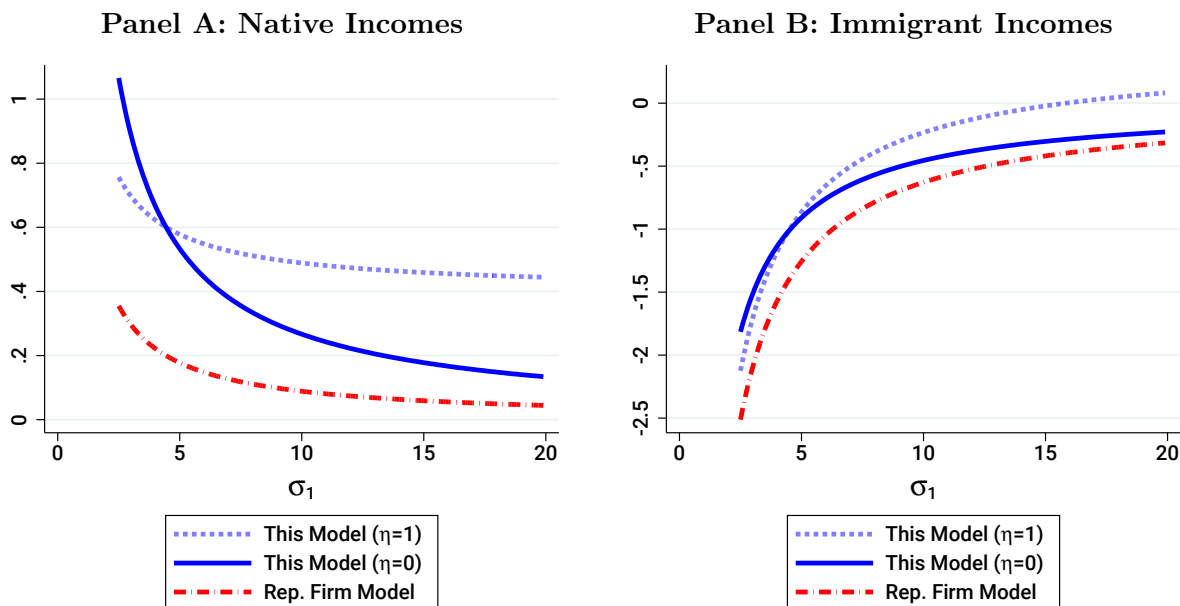 Panel A: Native Incomes
1
.8
.6
.4
.2
0
0 5 10 15 20
σ₁
This Model (η=1)
This Model (η=0)
Rep. Firm Model
Panel B: Immigrant Incomes
0
-.5
-1
-1.5
-2
-2.5
0 5 10 15 20
σ₁
This Model (η=1)
This Model (η=0)
Rep. Firm Model